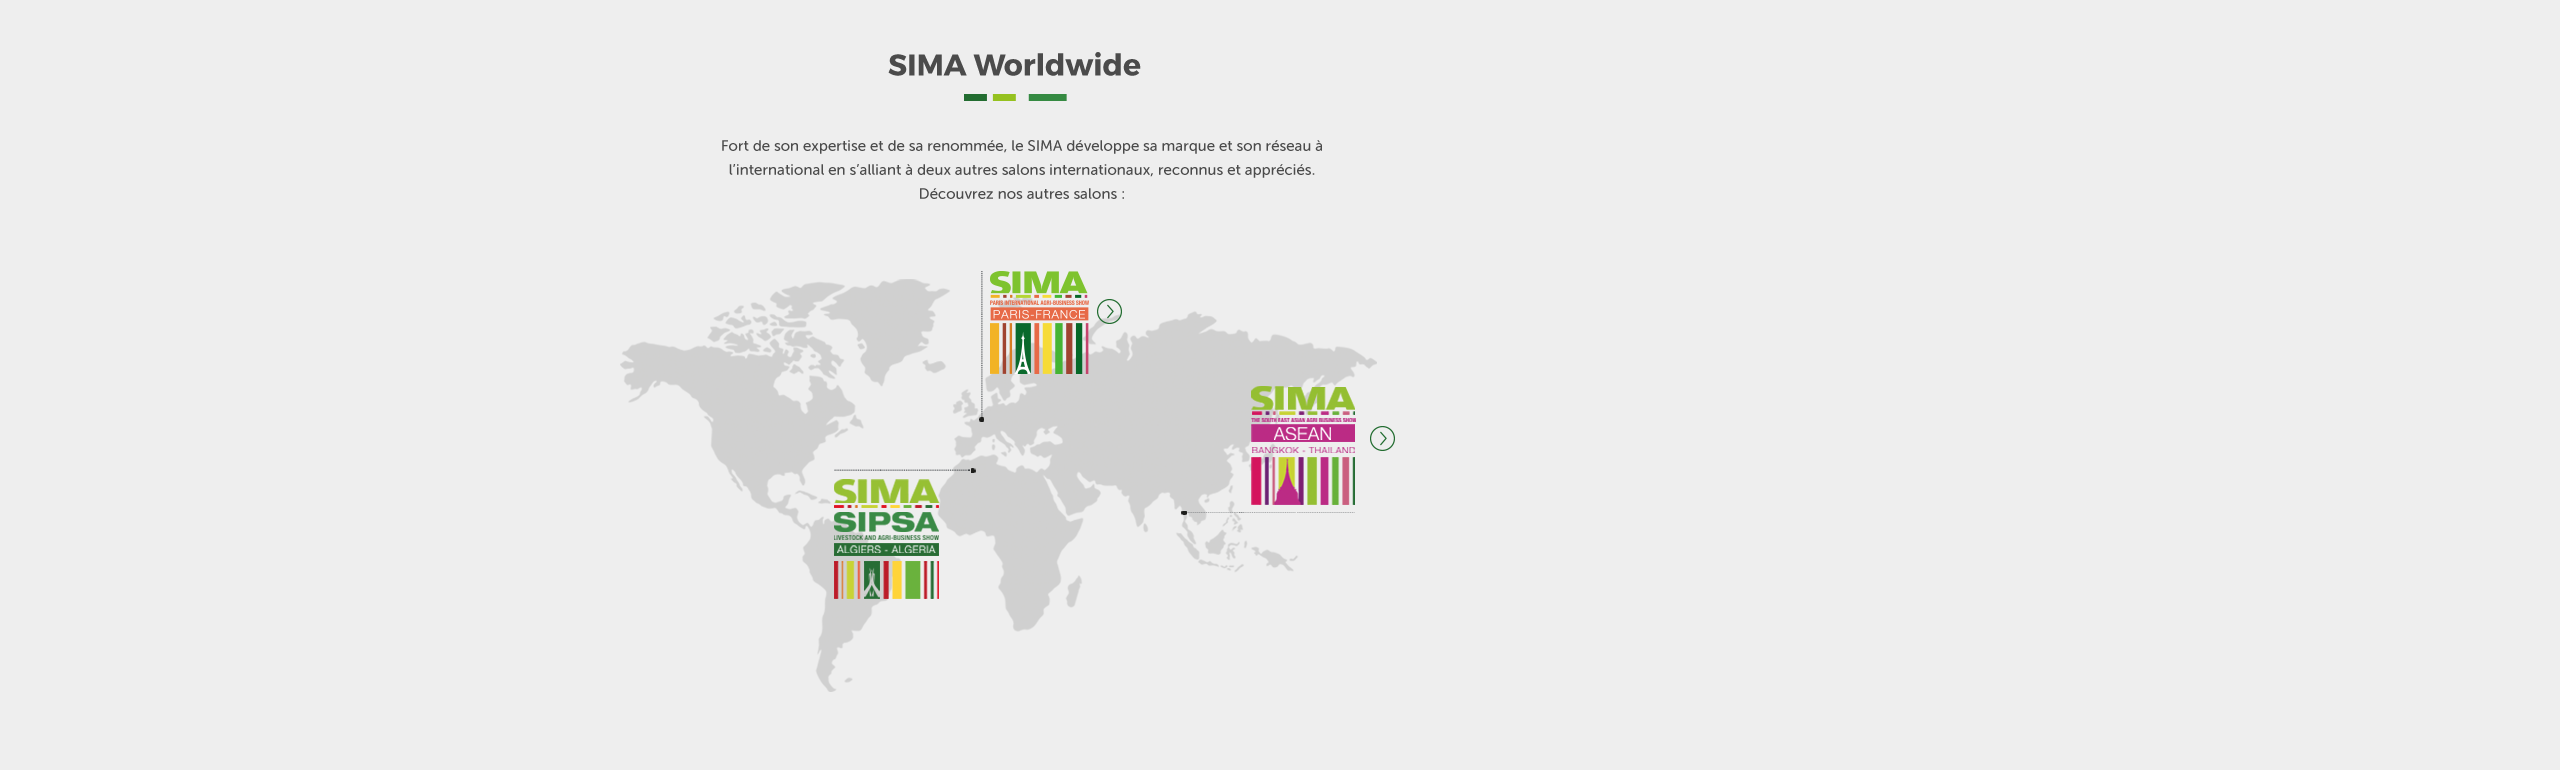 SIMA Worldwide
Fort de son expertise et de sa renommée, le SIMA développe sa marque et son réseau à
l’international en s’alliant à deux autres salons internationaux, reconnus et appréciés.
Découvrez nos autres salons :
SIMA
PARIS INTERNATIONAL AGRI-BUSINESS SHOW
PARIS-FRANCE
SIMA
THE SOUTH EAST ASIAN AGRI-BUSINESS SHOW
ASEAN
BANGKOK - THAILAND
SIMA
SIPSA
LIVESTOCK AND AGRI-BUSINESS SHOW
ALGIERS - ALGERIA